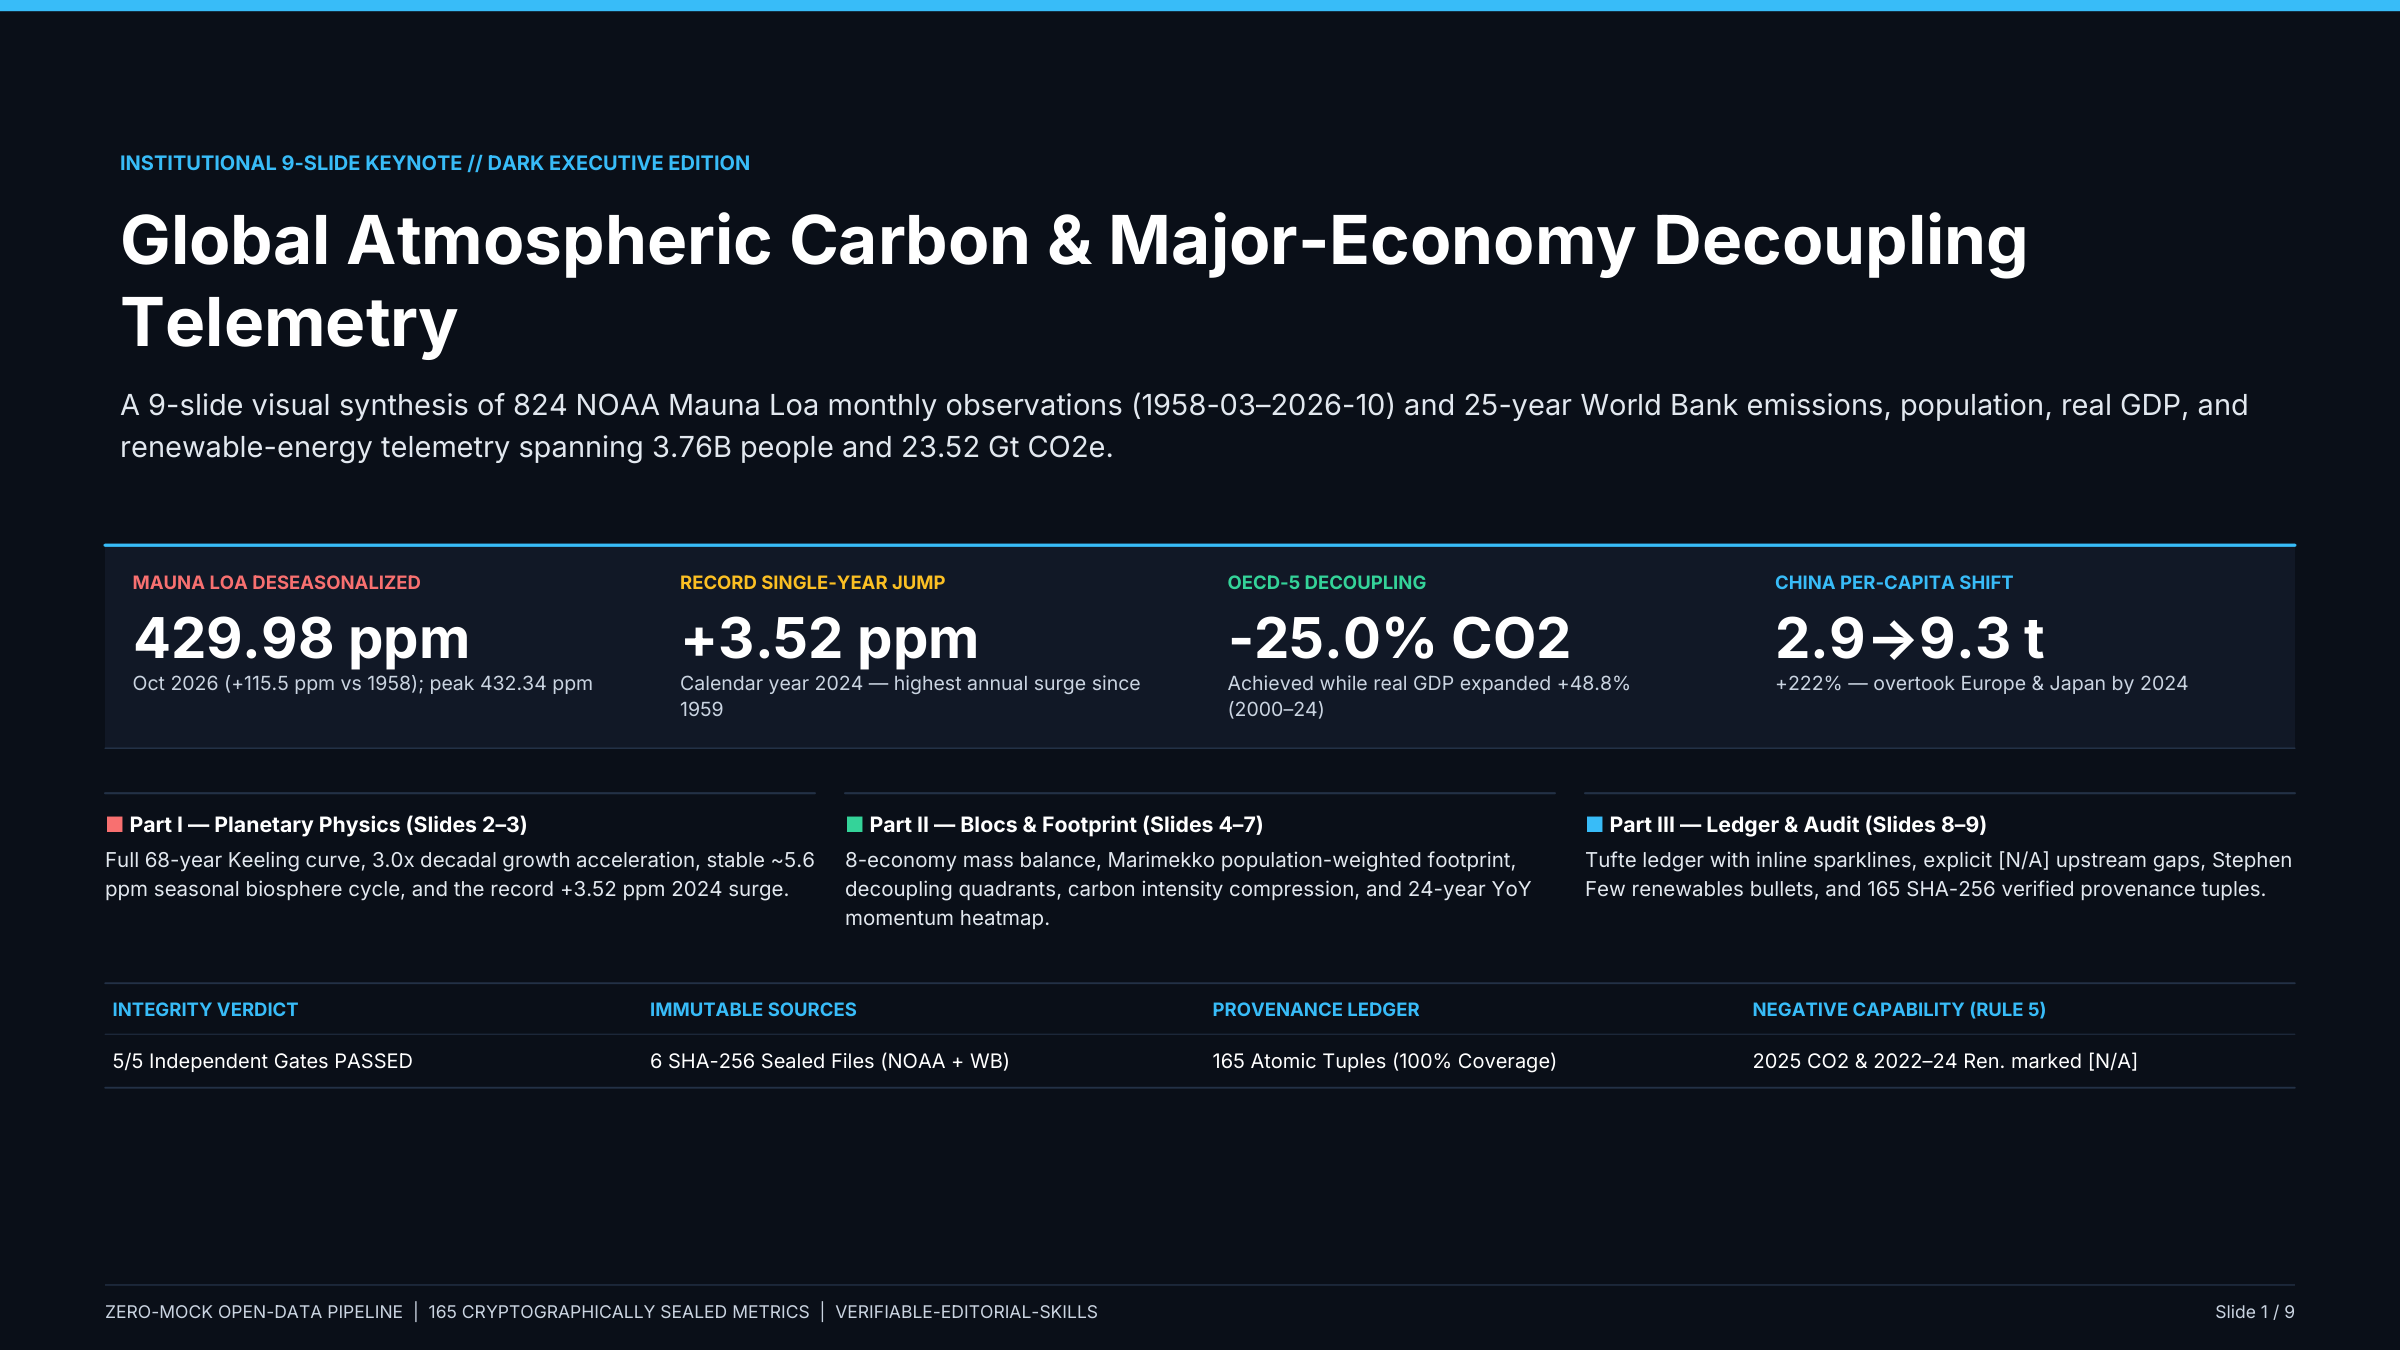 INSTITUTIONAL 9-SLIDE KEYNOTE // DARK EXECUTIVE EDITION
Global Atmospheric Carbon & Major-Economy Decoupling
Telemetry
A 9-slide visual synthesis of 824 NOAA Mauna Loa monthly observations (1958-03–2026-10) and 25-year World Bank emissions, population, real GDP, and
renewable-energy telemetry spanning 3.76B people and 23.52 Gt CO2e.
MAUNA LOA DESEASONALIZED
429.98 ppm
Oct 2026 (+115.5 ppm vs 1958); peak 432.34 ppm
RECORD SINGLE-YEAR JUMP
+3.52 ppm
Calendar year 2024 — highest annual surge since
1959
OECD-5 DECOUPLING
-25.0% CO2
Achieved while real GDP expanded +48.8%
(2000–24)
CHINA PER-CAPITA SHIFT
2.9→9.3 t
+222% — overtook Europe & Japan by 2024
Part I — Planetary Physics (Slides 2–3)
Full 68-year Keeling curve, 3.0x decadal growth acceleration, stable ~5.6
ppm seasonal biosphere cycle, and the record +3.52 ppm 2024 surge.
Part II — Blocs & Footprint (Slides 4–7)
8-economy mass balance, Marimekko population-weighted footprint,
decoupling quadrants, carbon intensity compression, and 24-year YoY
momentum heatmap.
Part III — Ledger & Audit (Slides 8–9)
Tufte ledger with inline sparklines, explicit [N/A] upstream gaps, Stephen
Few renewables bullets, and 165 SHA-256 verified provenance tuples.
INTEGRITY VERDICT
IMMUTABLE SOURCES
PROVENANCE LEDGER
NEGATIVE CAPABILITY (RULE 5)
5/5 Independent Gates PASSED
6 SHA-256 Sealed Files (NOAA + WB)
165 Atomic Tuples (100% Coverage)
2025 CO2 & 2022–24 Ren. marked [N/A]
ZERO-MOCK OPEN-DATA PIPELINE | 165 CRYPTOGRAPHICALLY SEALED METRICS | VERIFIABLE-EDITORIAL-SKILLS
Slide 1 / 9